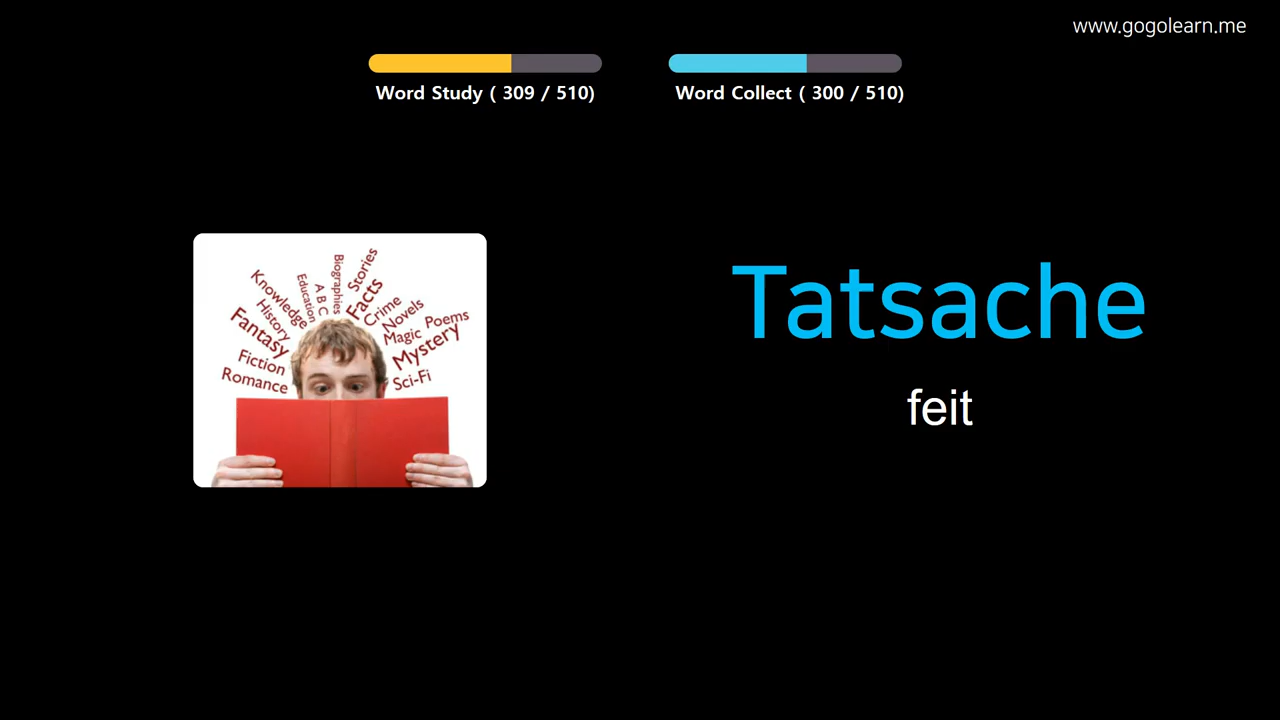 www.gogolearn.me
Word Study ( 309 / 510)
Word Collect ( 300 / 510)
Tatsache
feit
Knowledge
History
Fantasy
Fiction
Romance
Education
A B C
Biographies
Stories
Facts
Crime
Novels
Magic
Poems
Mystery
Sci-Fi